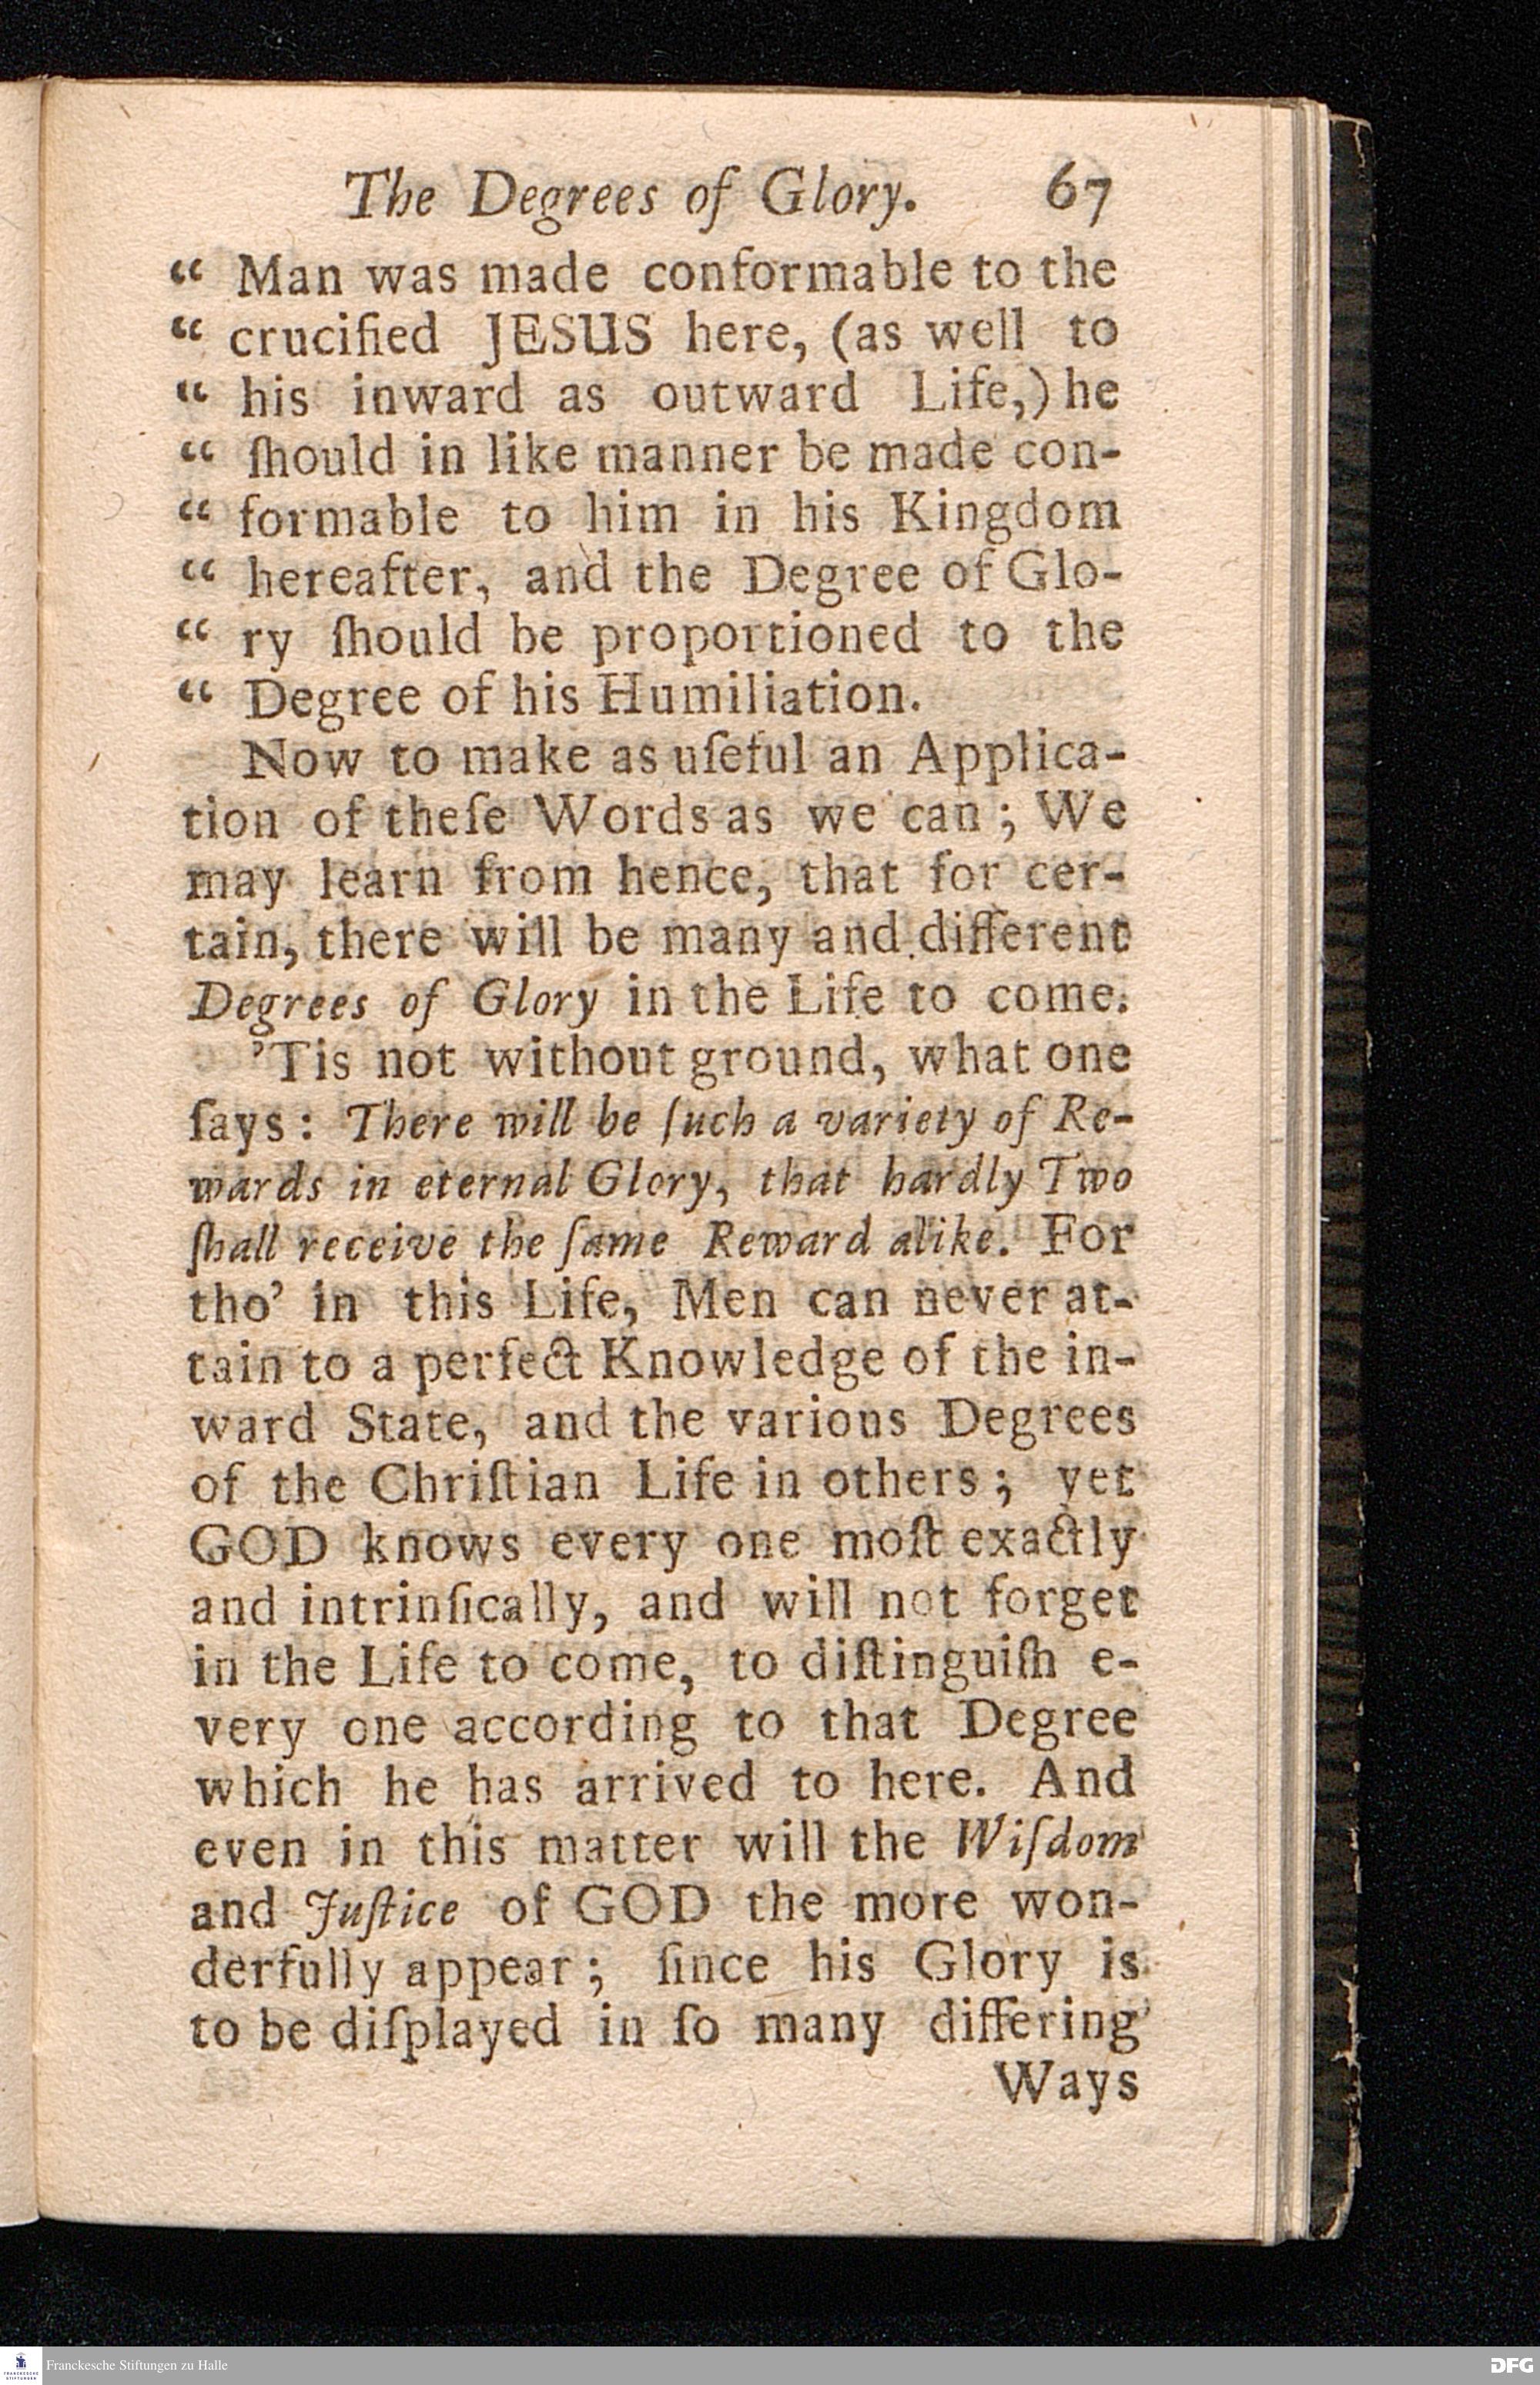 The Degrees of Glory. 67
“ Man was made conformable to the
“ crucified JESUS here, (as well to
“ his inward as outward Life,) he
“ ſhould in like manner be made con-
“ formable to him in his Kingdom
“ hereafter, and the Degree of Glo-
“ ry ſhould be proportioned to the
“ Degree of his Humiliation.
Now to make as uſeful an Applica-
tion of theſe Words as we can; We
may learn from hence, that for cer-
tain, there will be many and different
Degrees of Glory in the Life to come.
’Tis not without ground, what one
ſays: There will be ſuch a variety of Re-
wards in eternal Glory, that hardly Two
ſhall receive the ſame Reward alike. For
tho’ in this Life, Men can never at-
tain to a perfect Knowledge of the in-
ward State, and the various Degrees
of the Chriſtian Life in others; yet
GOD knows every one moſt exactly
and intrinſically, and will not forget
in the Life to come, to diſtinguiſh e-
very one according to that Degree
which he has arrived to here. And
even in this matter will the Wiſdom
and Juſtice of GOD the more won-
derfully appear; ſince his Glory is
to be diſplayed in ſo many differing
Ways
FRANCKESCHE
STIFTUNGEN
Franckesche Stiftungen zu Halle
DFG